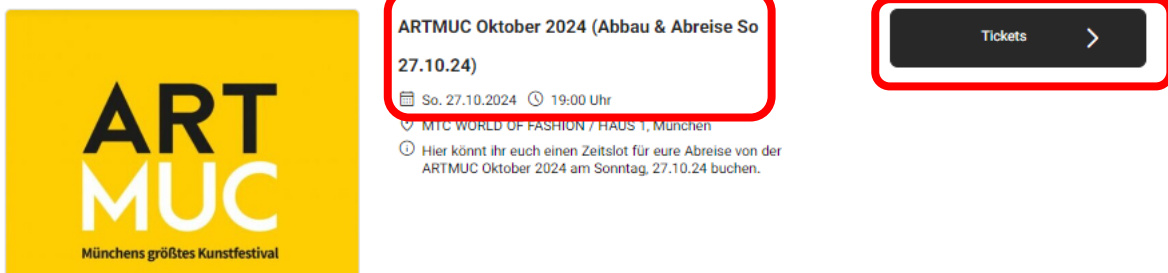 ART
MUC
Münchens größtes Kunstfestival
ARTMUC Oktober 2024 (Abbau & Abreise So
27.10.24)
So. 27.10.2024 19:00 Uhr
MTC WORLD OF FASHION / HAUS 1, München
Hier könnt ihr euch einen Zeitslot für eure Abreise von der
ARTMUC Oktober 2024 am Sonntag, 27.10.24 buchen.
Tickets